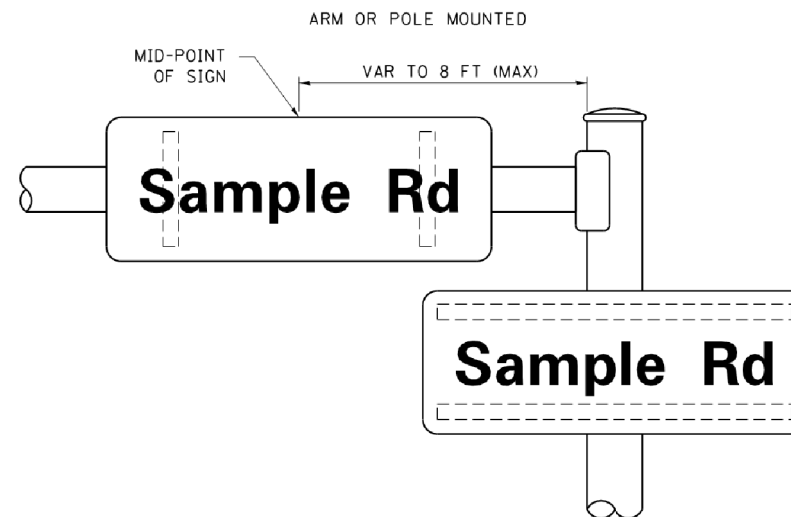 ARM OR POLE MOUNTED
MID-POINT
OF SIGN
VAR TO 8 FT (MAX)
Sample Rd
Sample Rd